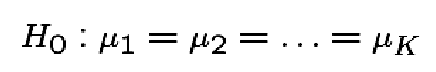 H₀ : μ₁ = μ₂ = … = μ_K